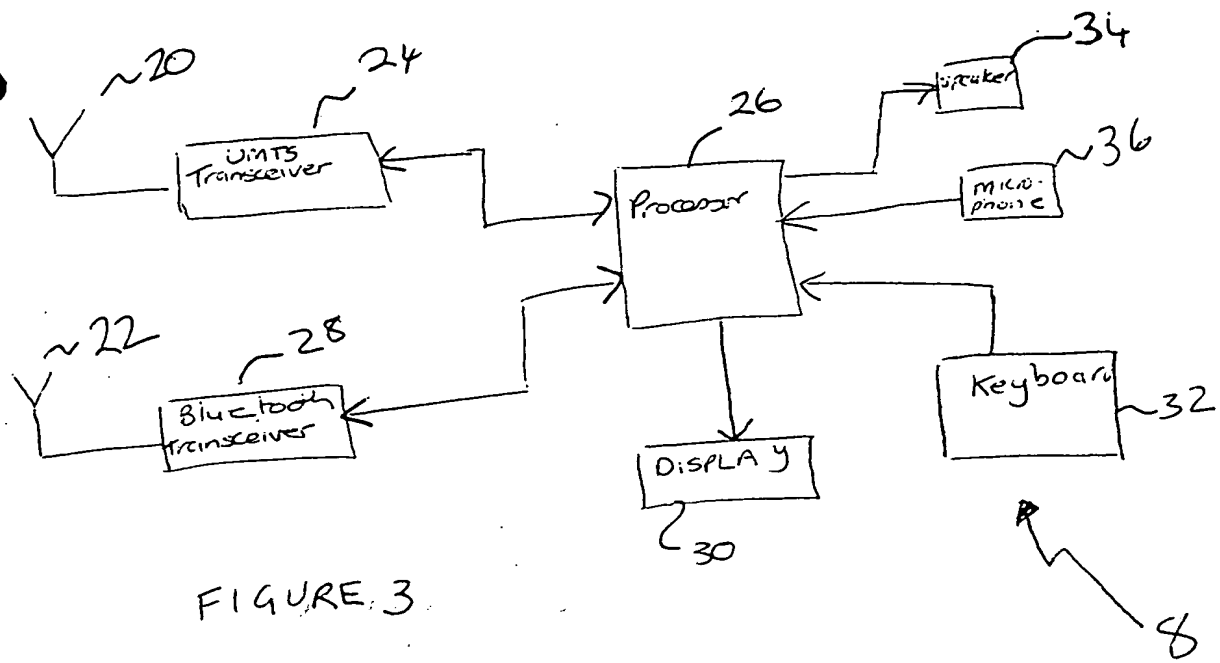 20
24
UMTS
Transceiver
26
Processor
34
Speaker
36
micro-
phone
22
28
Bluetooth
Transceiver
Keyboard
32
DISPLAY
30
FIGURE 3
8